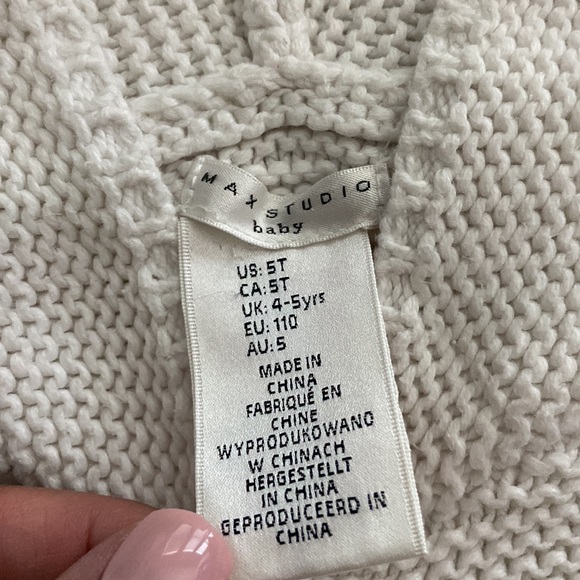 MAX STUDIO
baby
US: 5T
CA: 5T
UK: 4-5yrs
EU: 110
AU: 5
MADE IN
CHINA
FABRIQUÉ EN
CHINE
WYPRODUKOWANO
W CHINACH
HERGESTELLT
IN CHINA
GEPRODUCEERD IN
CHINA